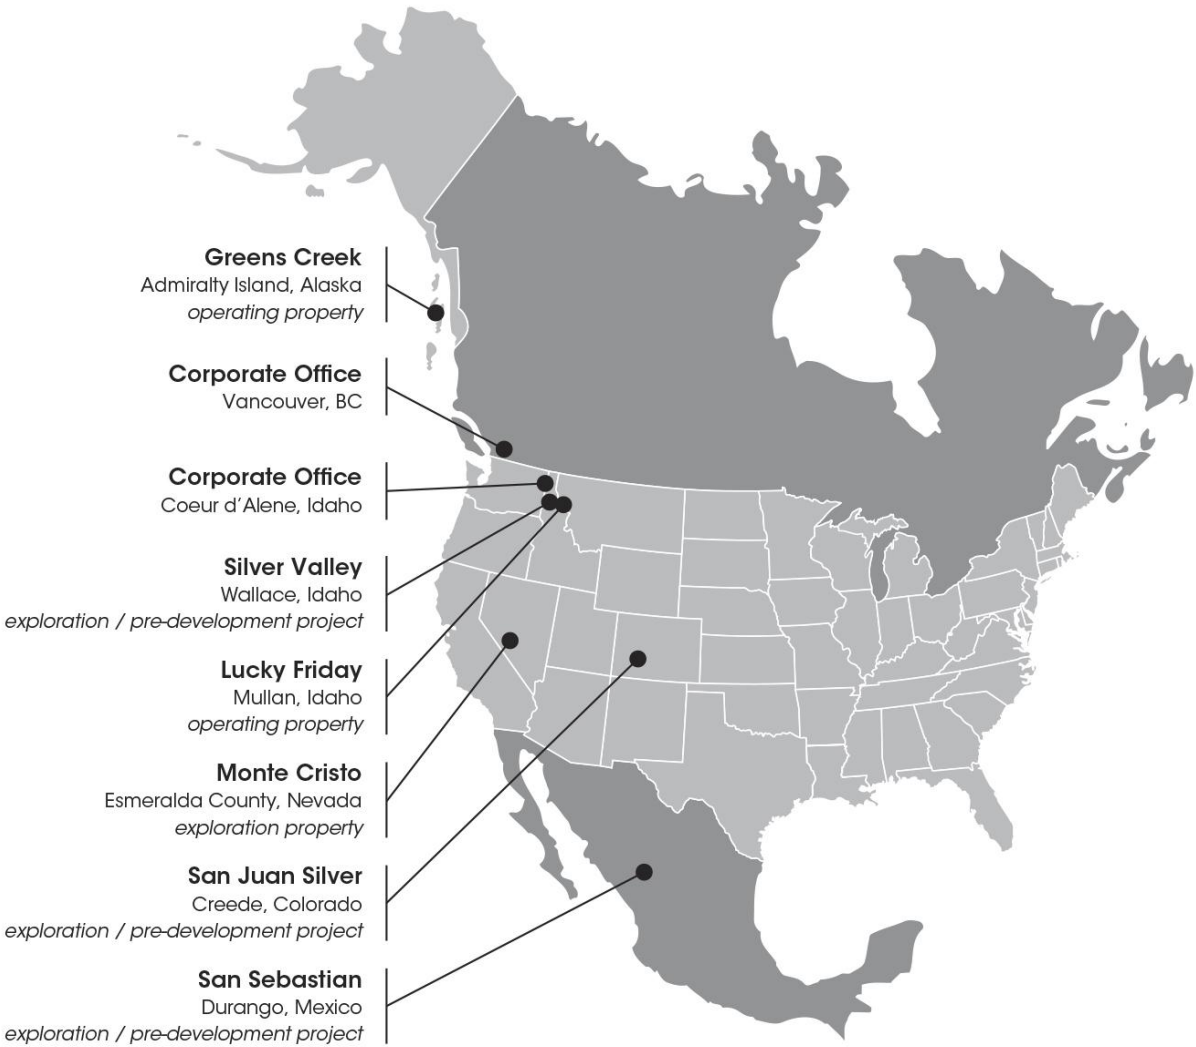 Greens Creek
Admiralty Island, Alaska
operating property
Corporate Office
Vancouver, BC
Corporate Office
Coeur d’Alene, Idaho
Silver Valley
Wallace, Idaho
exploration / pre-development project
Lucky Friday
Mullan, Idaho
operating property
Monte Cristo
Esmeralda County, Nevada
exploration property
San Juan Silver
Creede, Colorado
exploration / pre-development project
San Sebastian
Durango, Mexico
exploration / pre-development project